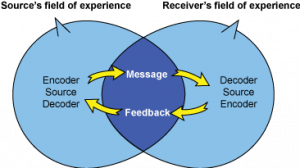 Source's field of experience
Receiver's field of experience
Encoder
Source
Decoder
Message
Feedback
Decoder
Source
Encoder